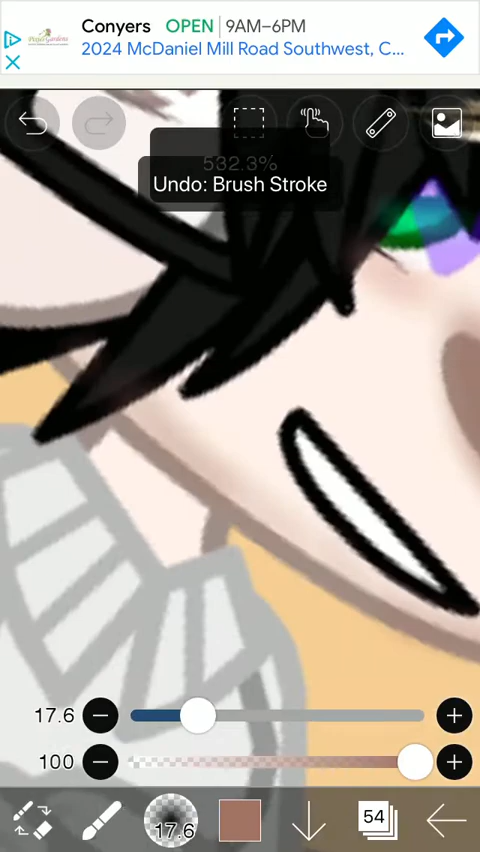 Conyers OPEN 9AM–6PM
2024 McDaniel Mill Road Southwest, C...
532.3%
Undo: Brush Stroke
17.6
100
17.6
54